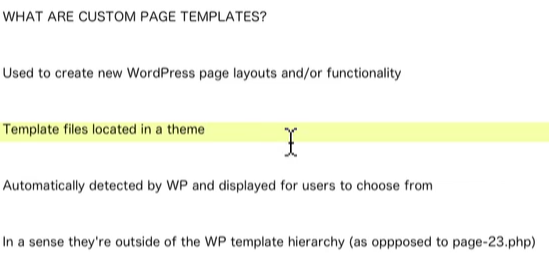 WHAT ARE CUSTOM PAGE TEMPLATES?
Used to create new WordPress page layouts and/or functionality
Template files located in a theme
Automatically detected by WP and displayed for users to choose from
In a sense they're outside of the WP template hierarchy (as oppposed to page-23.php)